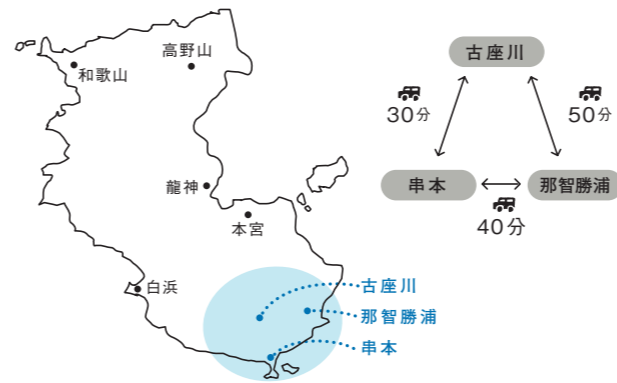 高野山
和歌山
龍神
本宮
白浜
古座川
那智勝浦
串本
古座川
30分
50分
串本
那智勝浦
40分